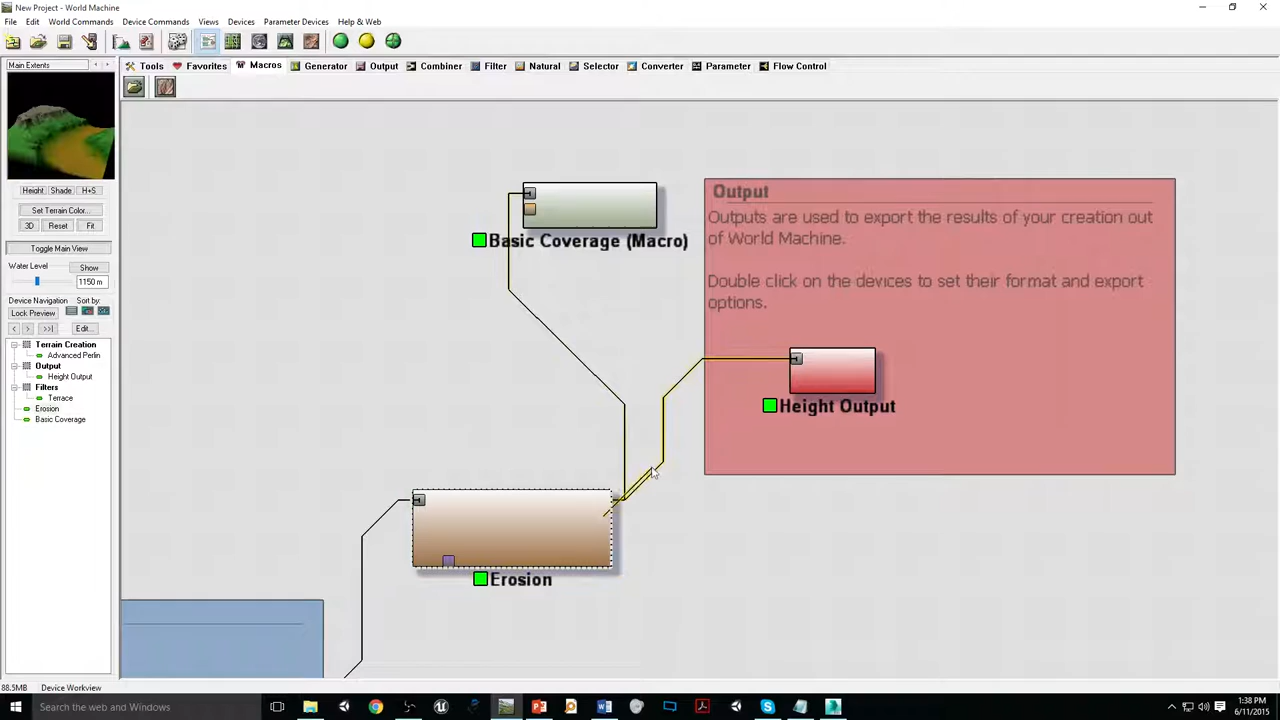 New Project - World Machine
File Edit World Commands Device Commands Views Devices Parameter Devices Help & Web
Main Extents
Tools Favorites Macros Generator Output Combiner Filter Natural Selector Converter Parameter Flow Control
Height Shade H+S
Set Terrain Color...
3D Reset Fit
Toggle Main View
Water Level Show
1150 m
Device Navigation Sort by:
Lock Preview
< > >>| Edit...
Terrain Creation
Advanced Perlin
Output
Height Output
Filters
Terrace
Erosion
Basic Coverage
Basic Coverage (Macro)
Output
Outputs are used to export the results of your creation out
of World Machine.
Double click on the devices to set their format and export
options.
Height Output
Erosion
88.5MB Device Workview
Search the web and Windows
1:38 PM
6/11/2015